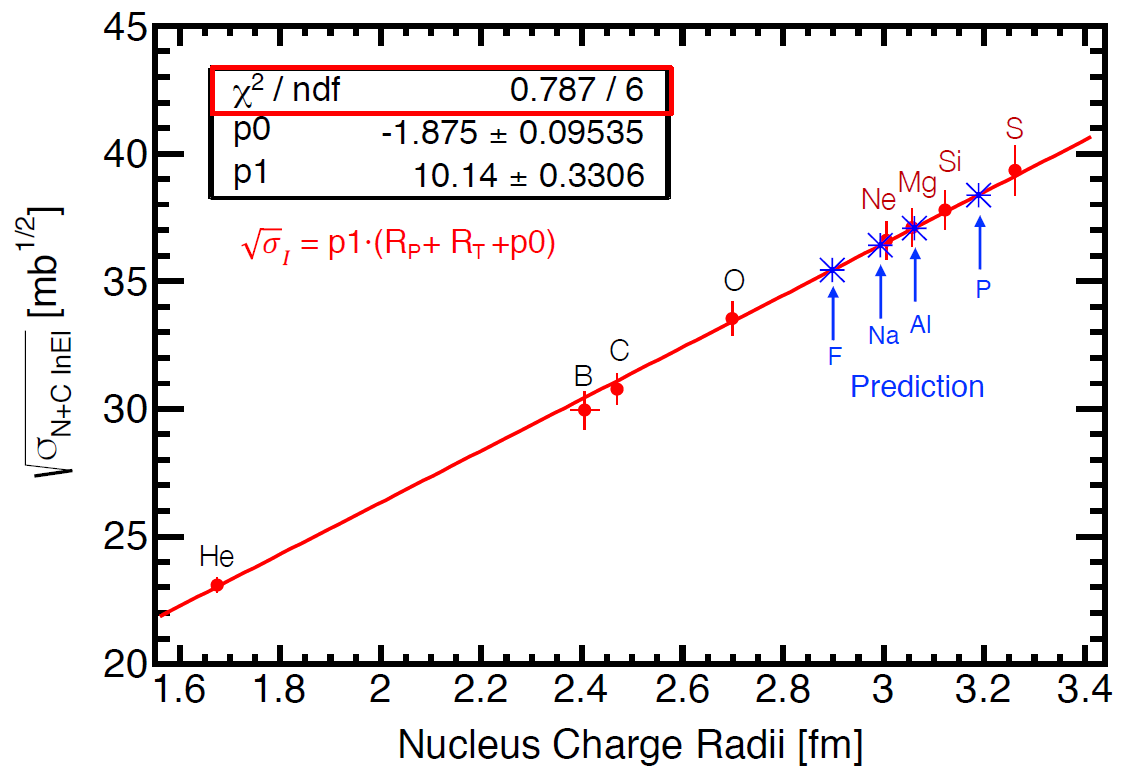 45
40
35
30
25
20
√σ_N+C InEl [mb^1/2]
χ² / ndf 0.787 / 6
p0 -1.875 ± 0.09535
p1 10.14 ± 0.3306
√σ_I = p1·(R_P+ R_T +p0)
He
B
C
O
Ne
Mg
Si
S
F
Na
Al
P
Prediction
1.6 1.8 2 2.2 2.4 2.6 2.8 3 3.2 3.4
Nucleus Charge Radii [fm]